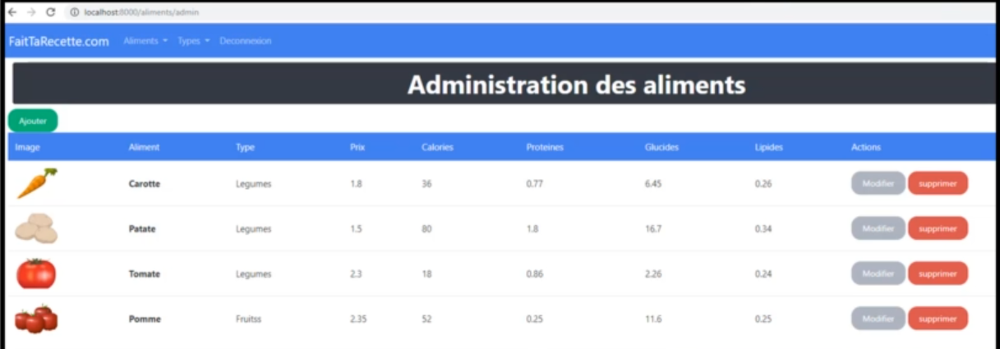 localhost:8000/aliments/admin
FaitTaRecette.com Aliments Types Deconnexion
Administration des aliments
Ajouter
Image Aliment Type Prix Calories Proteines Glucides Lipides Actions
Carotte Legumes 1.8 36 0.77 6.45 0.26 Modifier supprimer
Patate Legumes 1.5 80 1.8 16.7 0.34 Modifier supprimer
Tomate Legumes 2.3 18 0.86 2.26 0.24 Modifier supprimer
Pomme Fruitss 2.35 52 0.25 11.6 0.25 Modifier supprimer